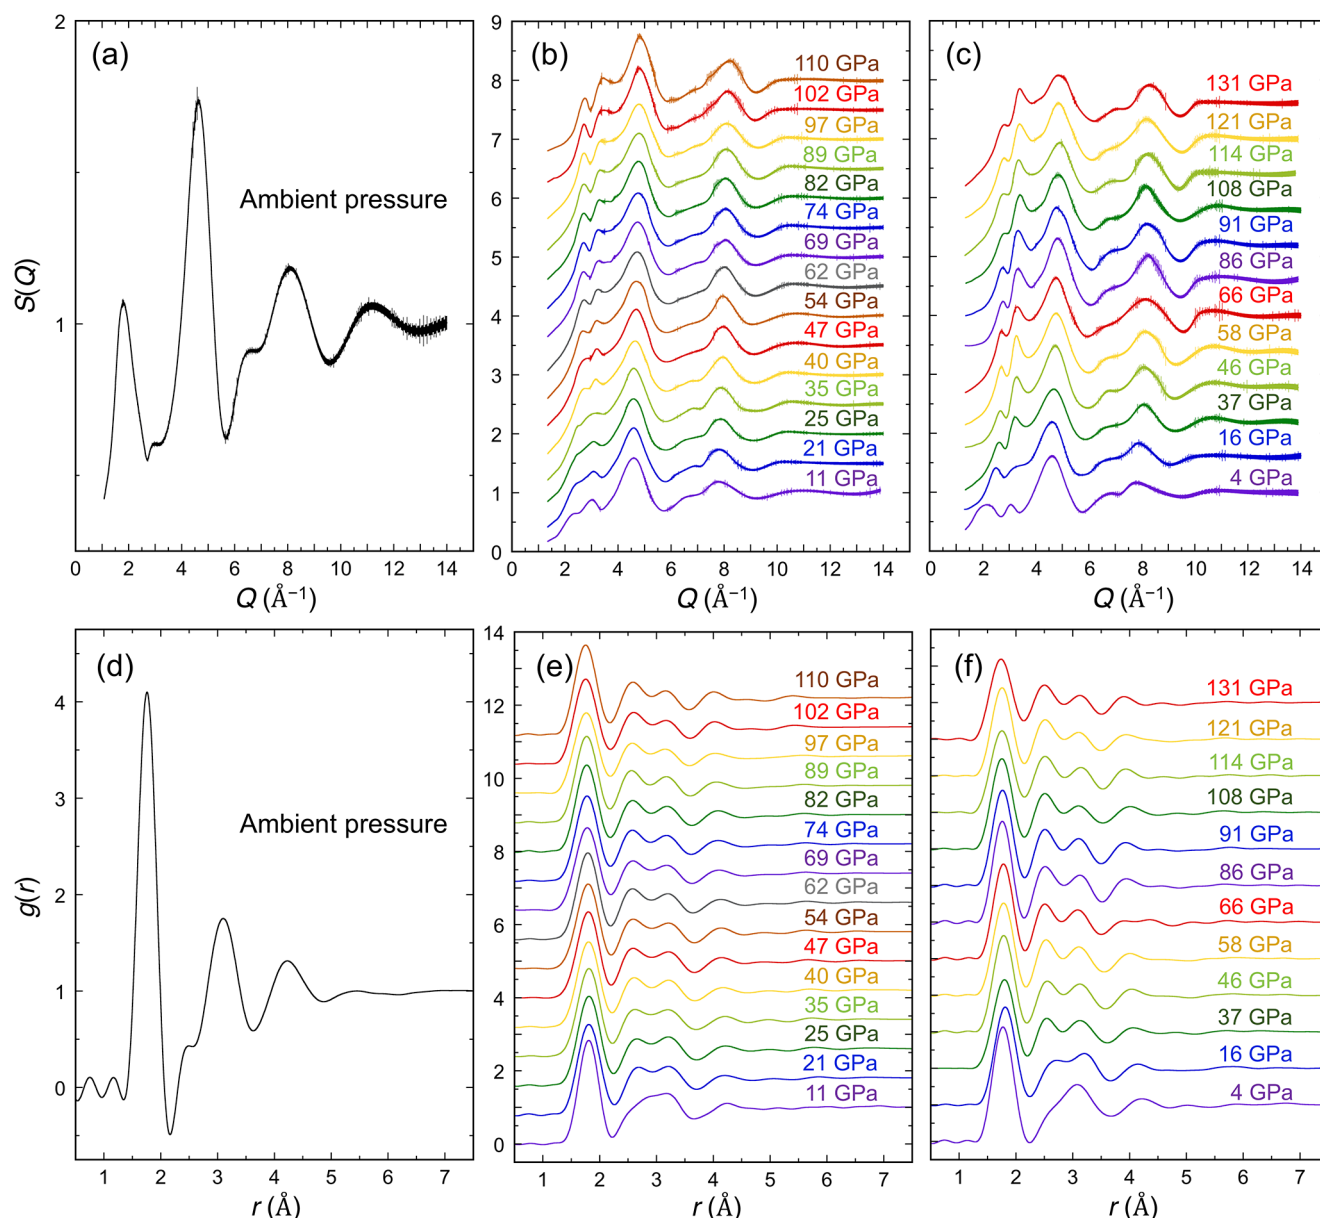 (a)
Ambient pressure
S(Q)
2
1
0 2 4 6 8 10 12 14
Q (Å⁻¹)
(b)
9
8
7
6
5
4
3
2
1
0
110 GPa
102 GPa
97 GPa
89 GPa
82 GPa
74 GPa
69 GPa
62 GPa
54 GPa
47 GPa
40 GPa
35 GPa
25 GPa
21 GPa
11 GPa
0 2 4 6 8 10 12 14
Q (Å⁻¹)
(c)
131 GPa
121 GPa
114 GPa
108 GPa
91 GPa
86 GPa
66 GPa
58 GPa
46 GPa
37 GPa
16 GPa
4 GPa
0 2 4 6 8 10 12 14
Q (Å⁻¹)
(d)
Ambient pressure
g(r)
4
3
2
1
0
1 2 3 4 5 6 7
r (Å)
(e)
14
12
10
8
6
4
2
0
110 GPa
102 GPa
97 GPa
89 GPa
82 GPa
74 GPa
69 GPa
62 GPa
54 GPa
47 GPa
40 GPa
35 GPa
25 GPa
21 GPa
11 GPa
1 2 3 4 5 6 7
r (Å)
(f)
131 GPa
121 GPa
114 GPa
108 GPa
91 GPa
86 GPa
66 GPa
58 GPa
46 GPa
37 GPa
16 GPa
4 GPa
1 2 3 4 5 6 7
r (Å)